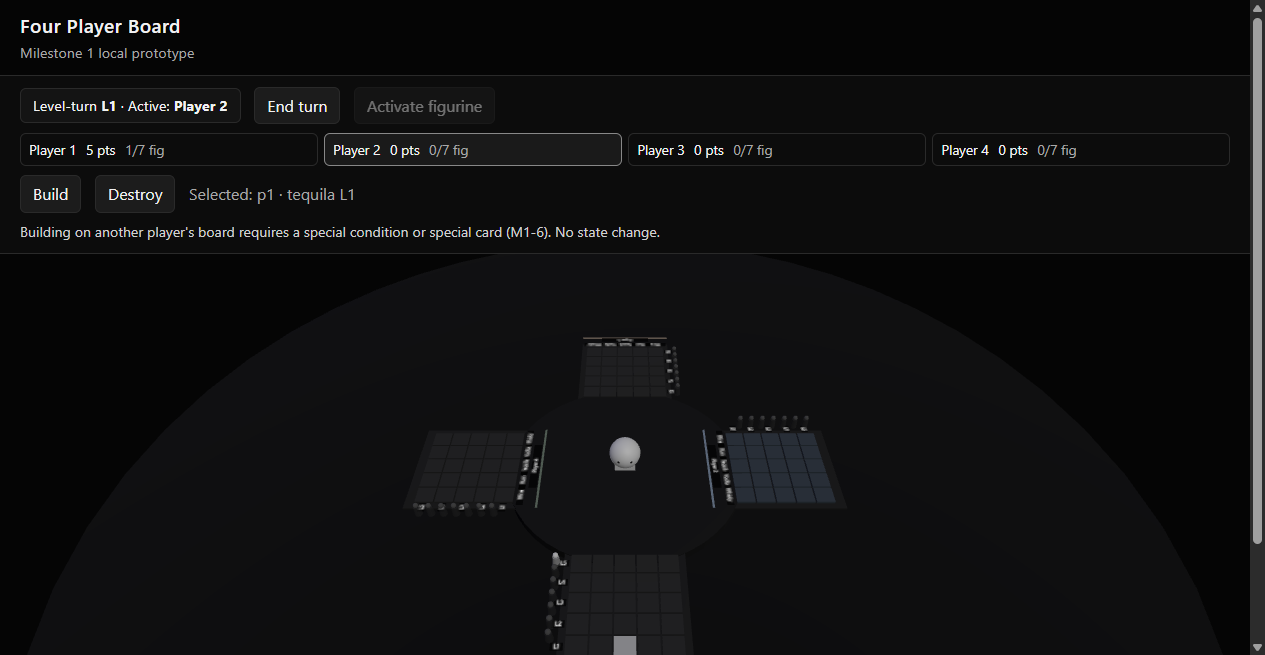 Four Player Board
Milestone 1 local prototype
Level-turn L1 · Active: Player 2
End turn
Activate figurine
Player 1 5 pts 1/7 fig
Player 2 0 pts 0/7 fig
Player 3 0 pts 0/7 fig
Player 4 0 pts 0/7 fig
Build
Destroy
Selected: p1 · tequila L1
Building on another player's board requires a special condition or special card (M1-6). No state change.